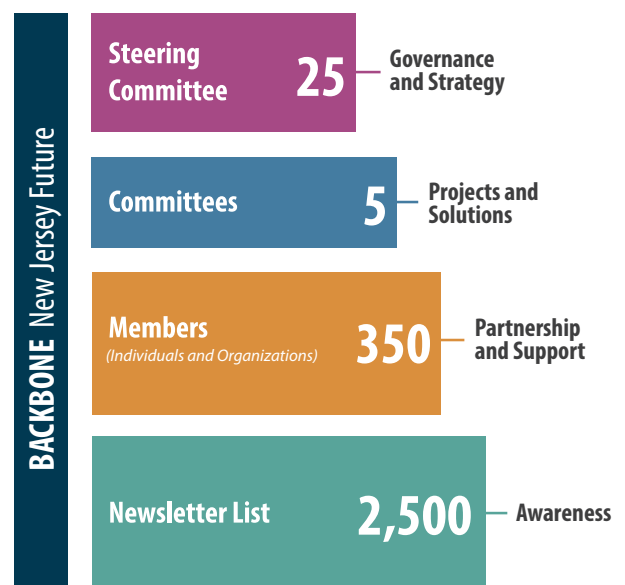 BACKBONE New Jersey Future
Steering
Committee
25
Governance
and Strategy
Committees
5
Projects and
Solutions
Members
(Individuals and Organizations)
350
Partnership
and Support
Newsletter List
2,500
Awareness